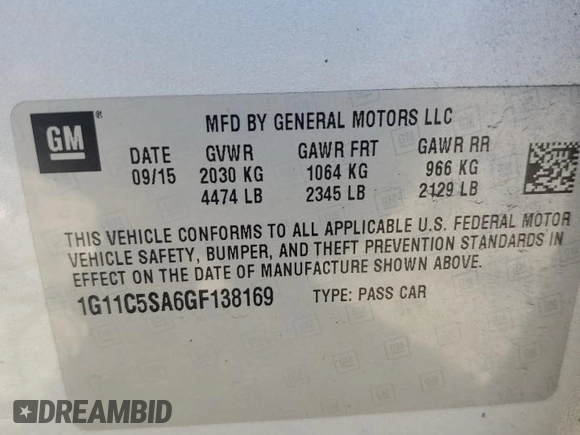 GM ® MFD BY GENERAL MOTORS LLC
DATE GVWR GAWR FRT GAWR RR
09/15 2030 KG 1064 KG 966 KG
4474 LB 2345 LB 2129 LB
THIS VEHICLE CONFORMS TO ALL APPLICABLE U.S. FEDERAL MOTOR
VEHICLE SAFETY, BUMPER, AND THEFT PREVENTION STANDARDS IN
EFFECT ON THE DATE OF MANUFACTURE SHOWN ABOVE.
1G11C5SA6GF138169 TYPE: PASS CAR
$DREAMBID